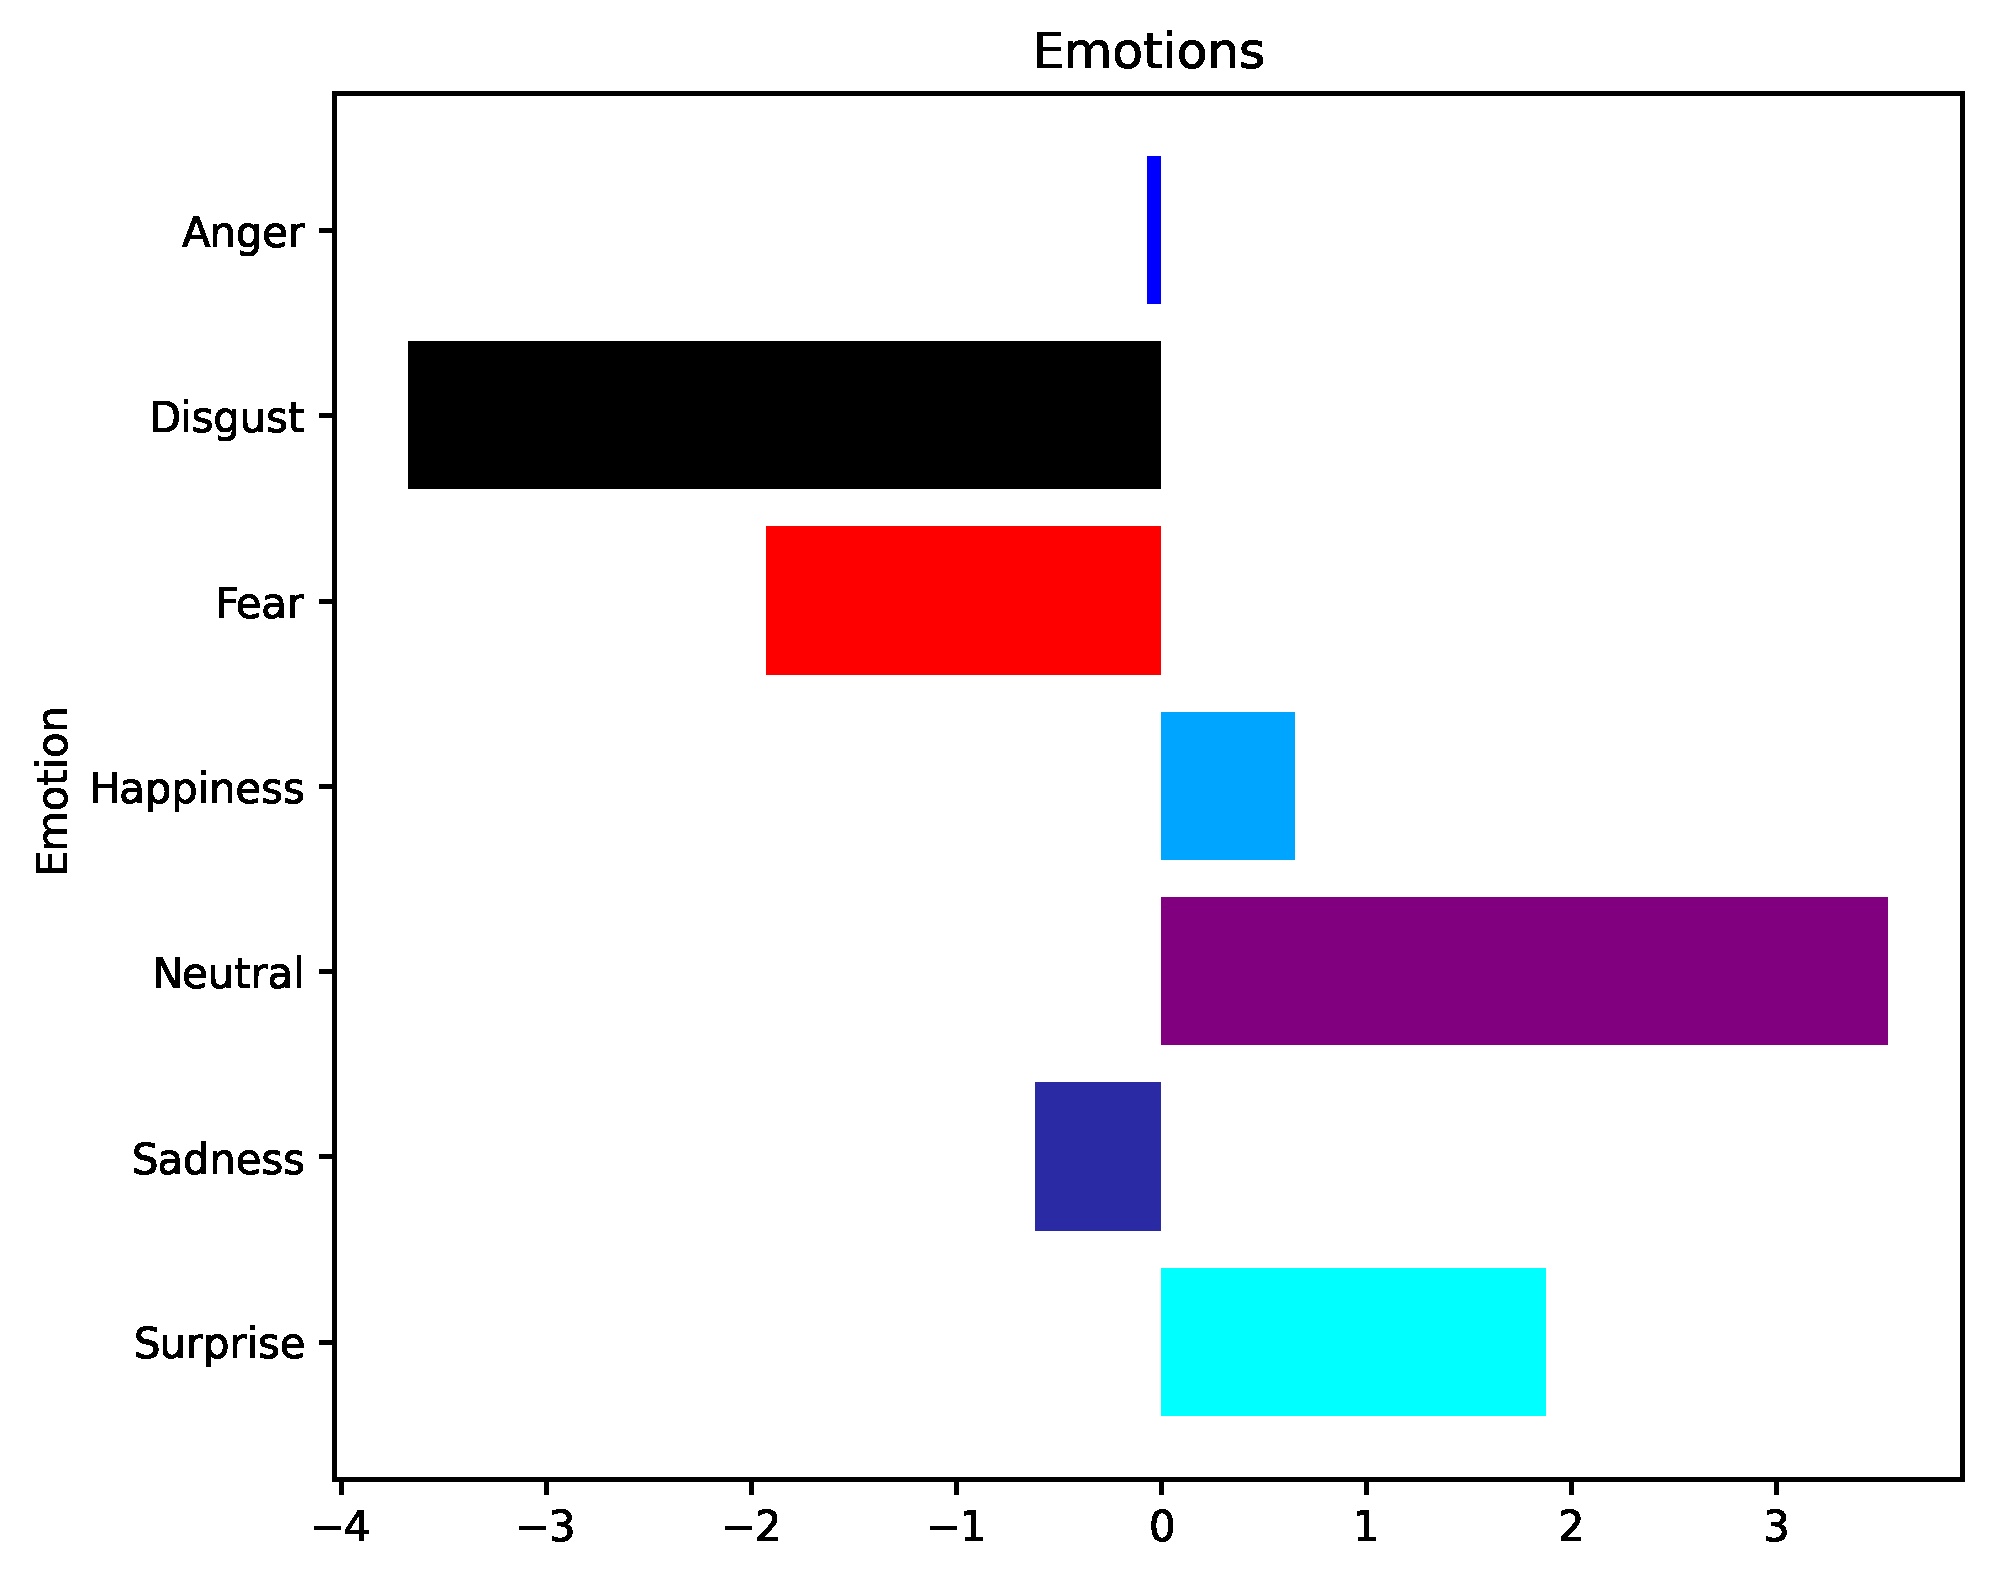 Emotions
Emotion
Anger
Disgust
Fear
Happiness
Neutral
Sadness
Surprise
−4 −3 −2 −1 0 1 2 3